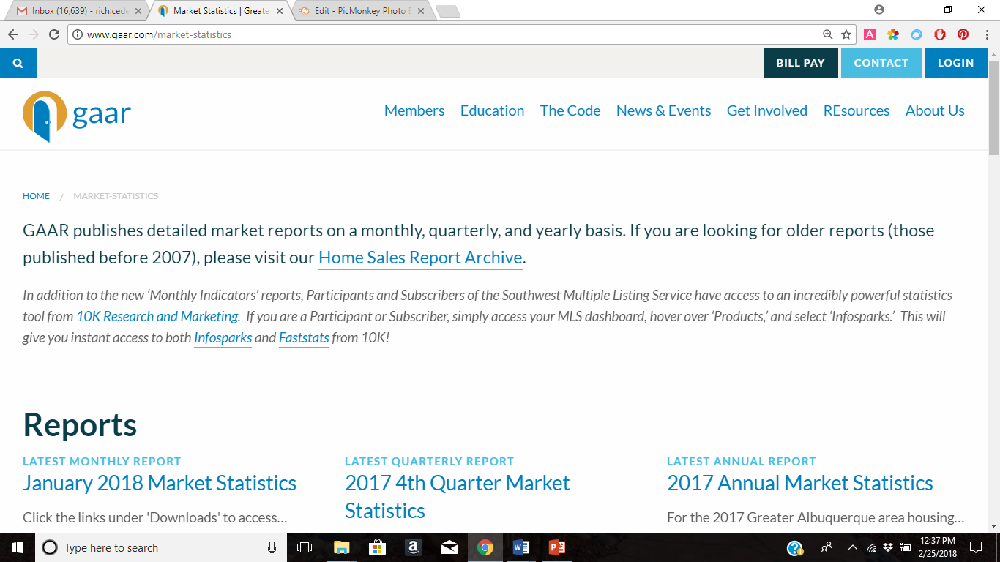 Inbox (16,639) - rich.cede
Market Statistics | Greate
Edit - PicMonkey Photo E
www.gaar.com/market-statistics
BILL PAY
CONTACT
LOGIN
gaar
Members
Education
The Code
News & Events
Get Involved
REsources
About Us
HOME / MARKET-STATISTICS
GAAR publishes detailed market reports on a monthly, quarterly, and yearly basis. If you are looking for older reports (those
published before 2007), please visit our Home Sales Report Archive.
In addition to the new ‘Monthly Indicators’ reports, Participants and Subscribers of the Southwest Multiple Listing Service have access to an incredibly powerful statistics
tool from 10K Research and Marketing. If you are a Participant or Subscriber, simply access your MLS dashboard, hover over ‘Products,’ and select ‘Infosparks.’ This will
give you instant access to both Infosparks and Faststats from 10K!
Reports
LATEST MONTHLY REPORT
January 2018 Market Statistics
Click the links under 'Downloads' to access...
LATEST QUARTERLY REPORT
2017 4th Quarter Market
Statistics
LATEST ANNUAL REPORT
2017 Annual Market Statistics
For the 2017 Greater Albuquerque area housing...
Type here to search
12:37 PM
2/25/2018